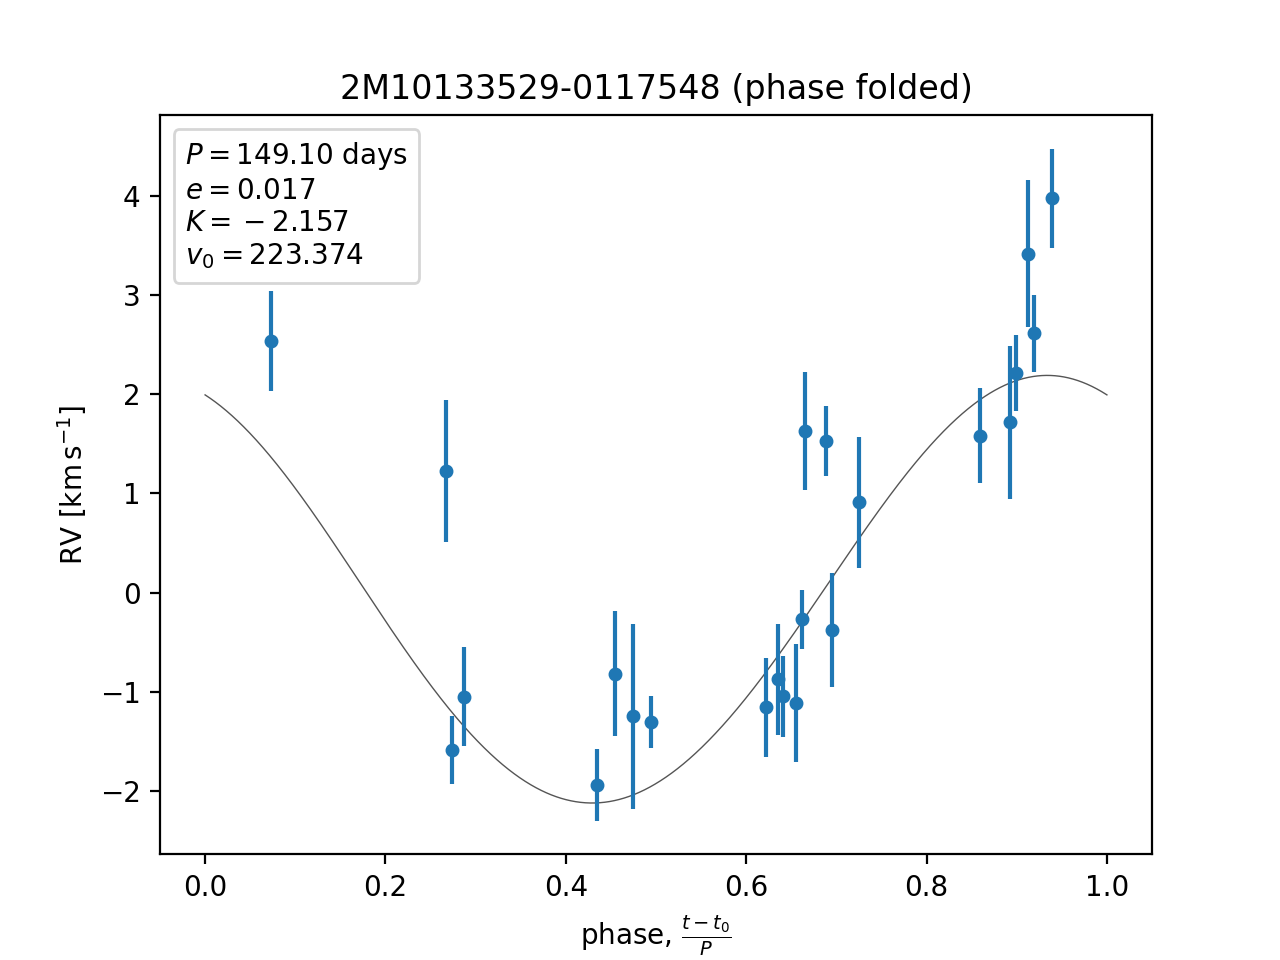 2M10133529-0117548 (phase folded)
P = 149.10 days
e = 0.017
K = −2.157
v₀ = 223.374
RV [km s⁻¹]
4
3
2
1
0
−1
−2
0.0 0.2 0.4 0.6 0.8 1.0
phase, (t − t₀)/P